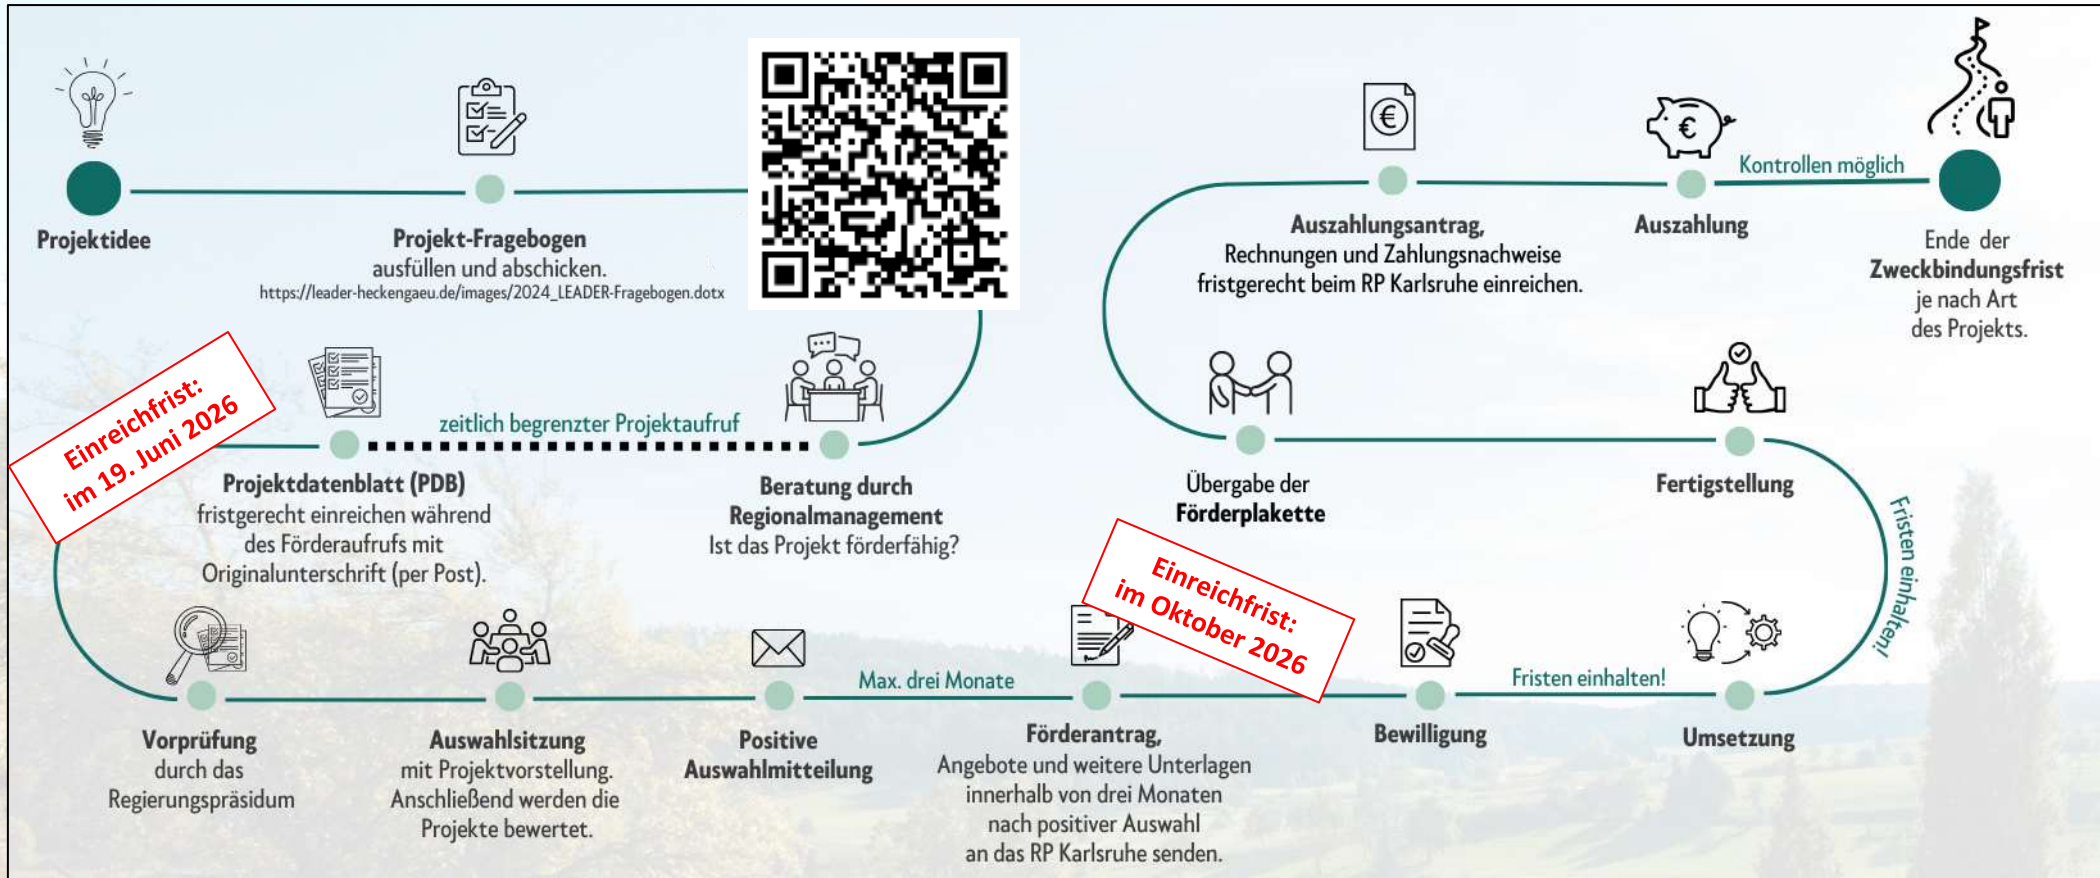 Projektidee
Projekt-Fragebogen
ausfüllen und abschicken.
https://leader-heckengaeu.de/images/2024_LEADER-Fragebogen.dotx
Beratung durch
Regionalmanagement
Ist das Projekt förderfähig?
zeitlich begrenzter Projektaufruf
Projektdatenblatt (PDB)
fristgerecht einreichen während
des Förderaufrufs mit
Originalunterschrift (per Post).
Einreichfrist:
im 19. Juni 2026
Vorprüfung
durch das
Regierungspräsidum
Auswahlsitzung
mit Projektvorstellung.
Anschließend werden die
Projekte bewertet.
Positive
Auswahlmitteilung
Max. drei Monate
Förderantrag,
Angebote und weitere Unterlagen
innerhalb von drei Monaten
nach positiver Auswahl
an das RP Karlsruhe senden.
Einreichfrist:
im Oktober 2026
Bewilligung
Fristen einhalten!
Umsetzung
Fristen einhalten!
Fertigstellung
Übergabe der
Förderplakette
Auszahlungsantrag,
Rechnungen und Zahlungsnachweise
fristgerecht beim RP Karlsruhe einreichen.
Auszahlung
Kontrollen möglich
Ende der
Zweckbindungsfrist
je nach Art
des Projekts.